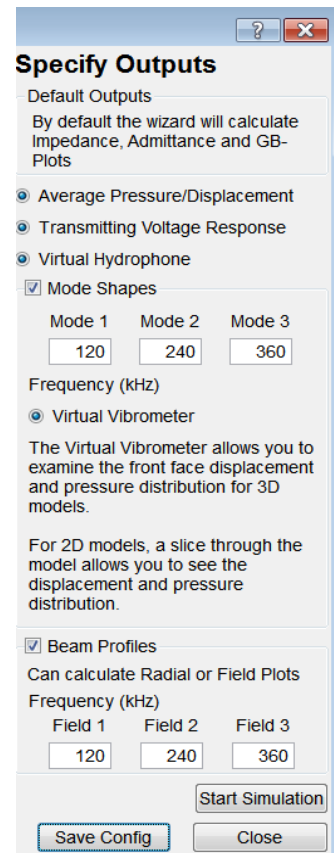 ?
Specify Outputs
Default Outputs
By default the wizard will calculate
Impedance, Admittance and GB-
Plots
Average Pressure/Displacement
Transmitting Voltage Response
Virtual Hydrophone
Mode Shapes
Mode 1 Mode 2 Mode 3
120 240 360
Frequency (kHz)
Virtual Vibrometer
The Virtual Vibrometer allows you to
examine the front face displacement
and pressure distribution for 3D
models.
For 2D models, a slice through the
model allows you to see the
displacement and pressure
distribution.
Beam Profiles
Can calculate Radial or Field Plots
Frequency (kHz)
Field 1 Field 2 Field 3
120 240 360
Start Simulation
Save Config Close